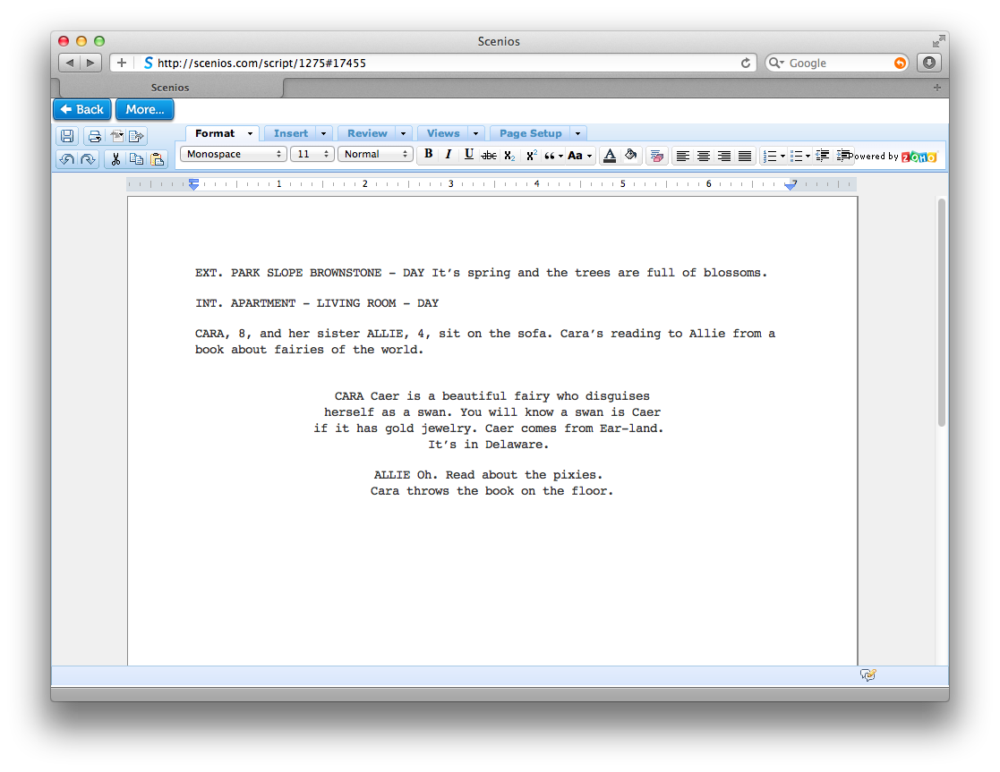 Scenios
http://scenios.com/script/1275#17455
Google
Scenios
Back More...
Format Insert Review Views Page Setup
Monospace 11 Normal B I U abc X2 X2 “ Aa A Powered by ZOHO
1 2 3 4 5 6 7
EXT. PARK SLOPE BROWNSTONE – DAY It’s spring and the trees are full of blossoms.
INT. APARTMENT – LIVING ROOM – DAY
CARA, 8, and her sister ALLIE, 4, sit on the sofa. Cara’s reading to Allie from a
book about fairies of the world.
CARA Caer is a beautiful fairy who disguises
herself as a swan. You will know a swan is Caer
if it has gold jewelry. Caer comes from Ear–land.
It’s in Delaware.
ALLIE Oh. Read about the pixies.
Cara throws the book on the floor.